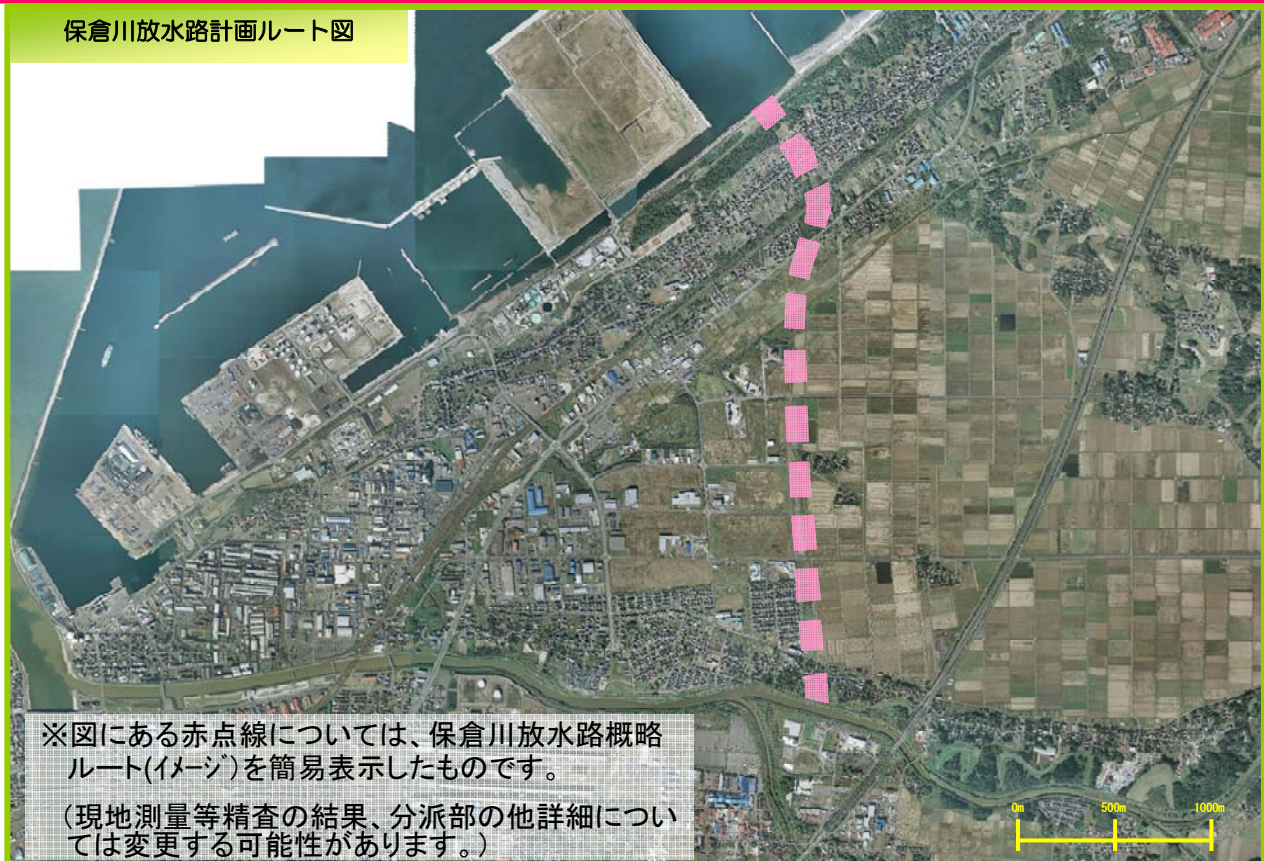 保倉川放水路計画ルート図
※図にある赤点線については、保倉川放水路概略
ルート(イメージ)を簡易表示したものです。
(現地測量等精査の結果、分派部の他詳細につい
ては変更する可能性があります。)
0m 500m 1000m